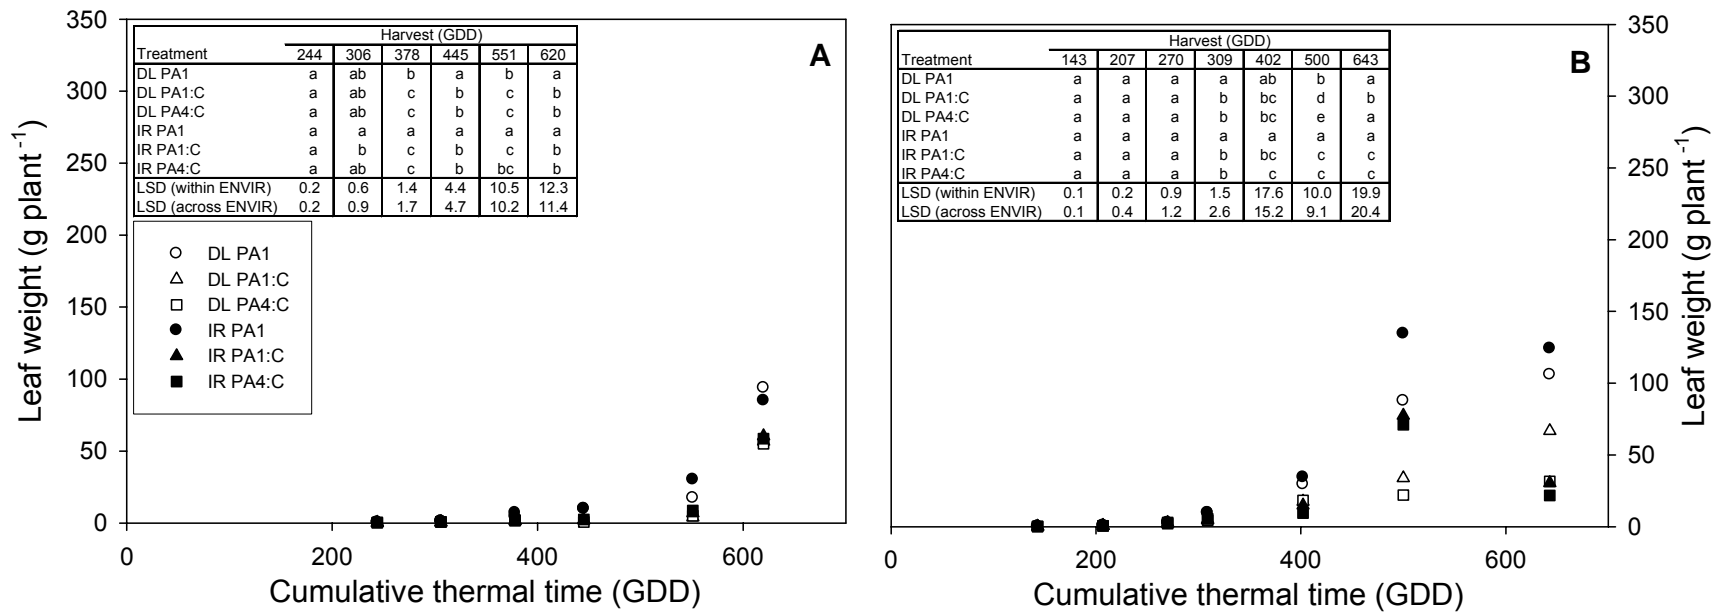 A
Harvest (GDD)
Treatment 244 306 378 445 551 620
DL PA1 a ab b a b a
DL PA1:C a ab c b c b
DL PA4:C a ab c b c b
IR PA1 a a a a a a
IR PA1:C a b c b c b
IR PA4:C a ab c b bc b
LSD (within ENVIR) 0.2 0.6 1.4 4.4 10.5 12.3
LSD (across ENVIR) 0.2 0.9 1.7 4.7 10.2 11.4
DL PA1
DL PA1:C
DL PA4:C
IR PA1
IR PA1:C
IR PA4:C
350
300
250
200
150
100
50
0
Leaf weight (g plant -1)
0 200 400 600
Cumulative thermal time (GDD)
B
Harvest (GDD)
Treatment 143 207 270 309 402 500 643
DL PA1 a a a a ab b a
DL PA1:C a a a b bc d b
DL PA4:C a a a b bc e a
IR PA1 a a a a a a a
IR PA1:C a a a b bc c c
IR PA4:C a a a b c c c
LSD (within ENVIR) 0.1 0.2 0.9 1.5 17.6 10.0 19.9
LSD (across ENVIR) 0.1 0.4 1.2 2.6 15.2 9.1 20.4
350
300
250
200
150
100
50
0
Leaf weight (g plant -1)
0 200 400 600
Cumulative thermal time (GDD)